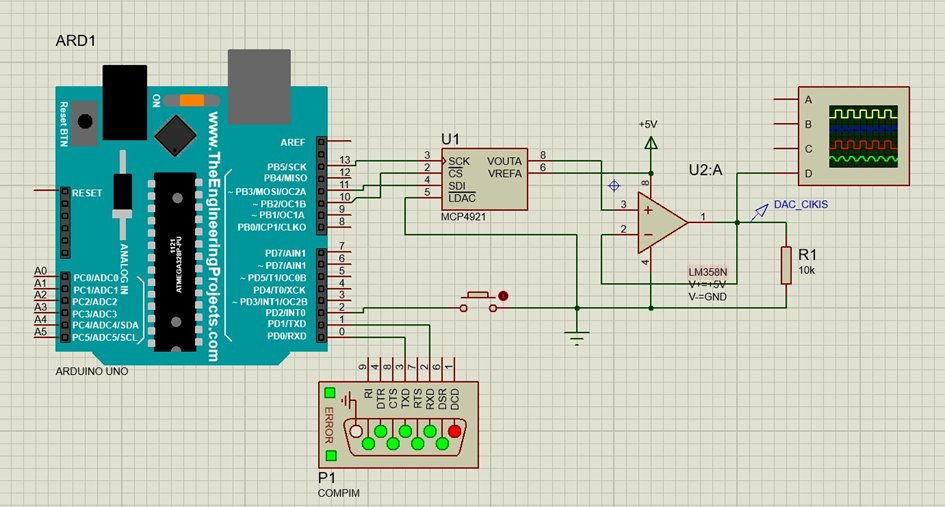 ARD1
Reset BTN
ON
www.TheEngineeringProjects.com
1121
ATMEGA328P-PU
ANALOG IN
RESET
A0
A1
A2
A3
A4
A5
PC0/ADC0
PC1/ADC1
PC2/ADC2
PC3/ADC3
PC4/ADC4/SDA
PC5/ADC5/SCL
AREF
PB5/SCK 13
PB4/MISO 12
~ PB3/MOSI/OC2A 11
~ PB2/OC1B 10
~ PB1/OC1A 9
PB0/ICP1/CLKO 8
PD7/AIN1 7
~ PD7/AIN1 6
~ PD5/T1/OC0B 5
PD4/T0/XCK 4
~ PD3/INT1/OC2B 3
PD2/INT0 2
PD1/TXD 1
PD0/RXD 0
ARDUINO UNO
U1
3 SCK VOUTA 8
2 CS VREFA 6
4 SDI
5 LDAC
MCP4921
+5V
U2:A
8
3 +
2 −
1
4
LM358N
V+=+5V
V-=GND
A
B
C
D
DAC_CIKIS
R1
10k
9 4 8 3 7 2 6 1
RI DTR CTS TXD RTS RXD DSR DCD
ERROR
P1
COMPIM